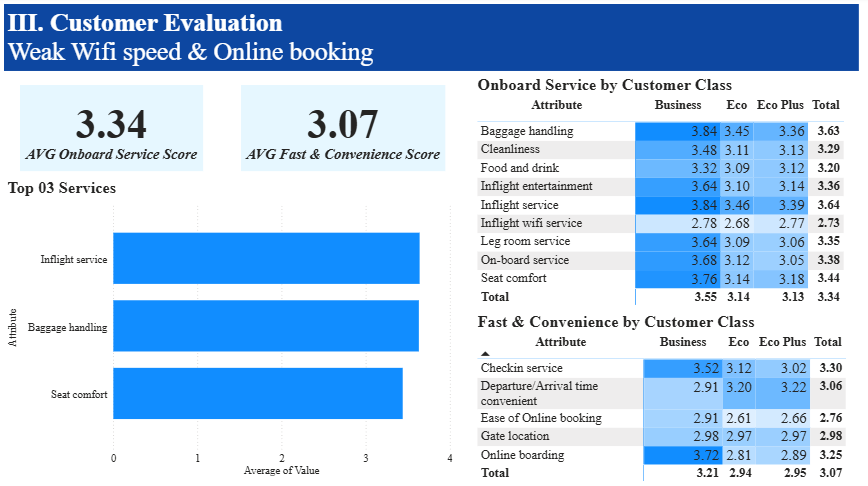 III. Customer Evaluation
Weak Wifi speed & Online booking
3.34
AVG Onboard Service Score
3.07
AVG Fast & Convenience Score
Top 03 Services
Attribute
Inflight service
Baggage handling
Seat comfort
0 1 2 3 4
Average of Value
Onboard Service by Customer Class
Attribute Business Eco Eco Plus Total
Baggage handling 3.84 3.45 3.36 3.63
Cleanliness 3.48 3.11 3.13 3.29
Food and drink 3.32 3.09 3.12 3.20
Inflight entertainment 3.64 3.10 3.14 3.36
Inflight service 3.84 3.46 3.39 3.64
Inflight wifi service 2.78 2.68 2.77 2.73
Leg room service 3.64 3.09 3.06 3.35
On-board service 3.68 3.12 3.05 3.38
Seat comfort 3.76 3.14 3.18 3.44
Total 3.55 3.14 3.13 3.34
Fast & Convenience by Customer Class
Attribute Business Eco Eco Plus Total
Checkin service 3.52 3.12 3.02 3.30
Departure/Arrival time 2.91 3.20 3.22 3.06
convenient
Ease of Online booking 2.91 2.61 2.66 2.76
Gate location 2.98 2.97 2.97 2.98
Online boarding 3.72 2.81 2.89 3.25
Total 3.21 2.94 2.95 3.07